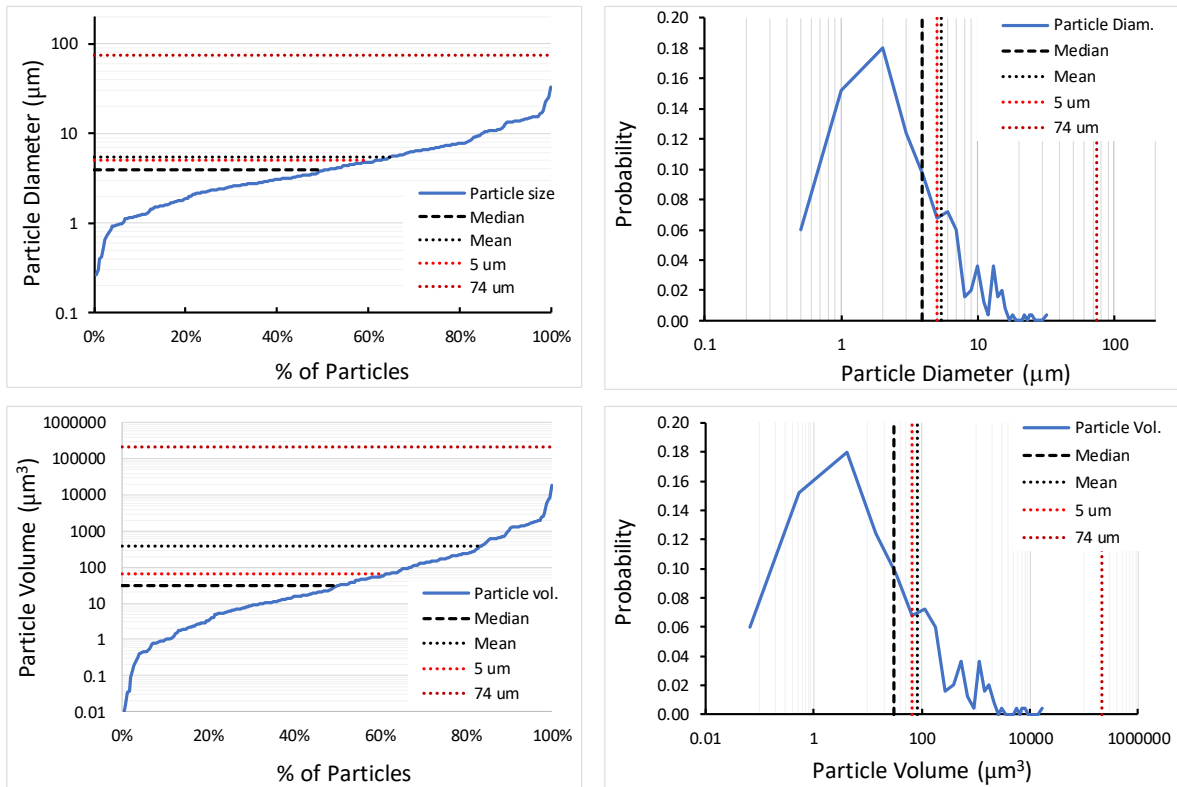 Particle DIameter (μm)
100
10
1
0.1
0% 20% 40% 60% 80% 100%
% of Particles
Particle size
Median
Mean
5 um
74 um
Probability
0.20
0.18
0.16
0.14
0.12
0.10
0.08
0.06
0.04
0.02
0.00
0.1 1 10 100
Particle Diameter (μm)
Particle Diam.
Median
Mean
5 um
74 um
Particle Volume (μm³)
1000000
100000
10000
1000
100
10
1
0.1
0.01
0% 20% 40% 60% 80% 100%
% of Particles
Particle vol.
Median
Mean
5 um
74 um
Probability
0.20
0.18
0.16
0.14
0.12
0.10
0.08
0.06
0.04
0.02
0.00
0.01 1 100 10000 1000000
Particle Volume (μm³)
Particle Vol.
Median
Mean
5 um
74 um